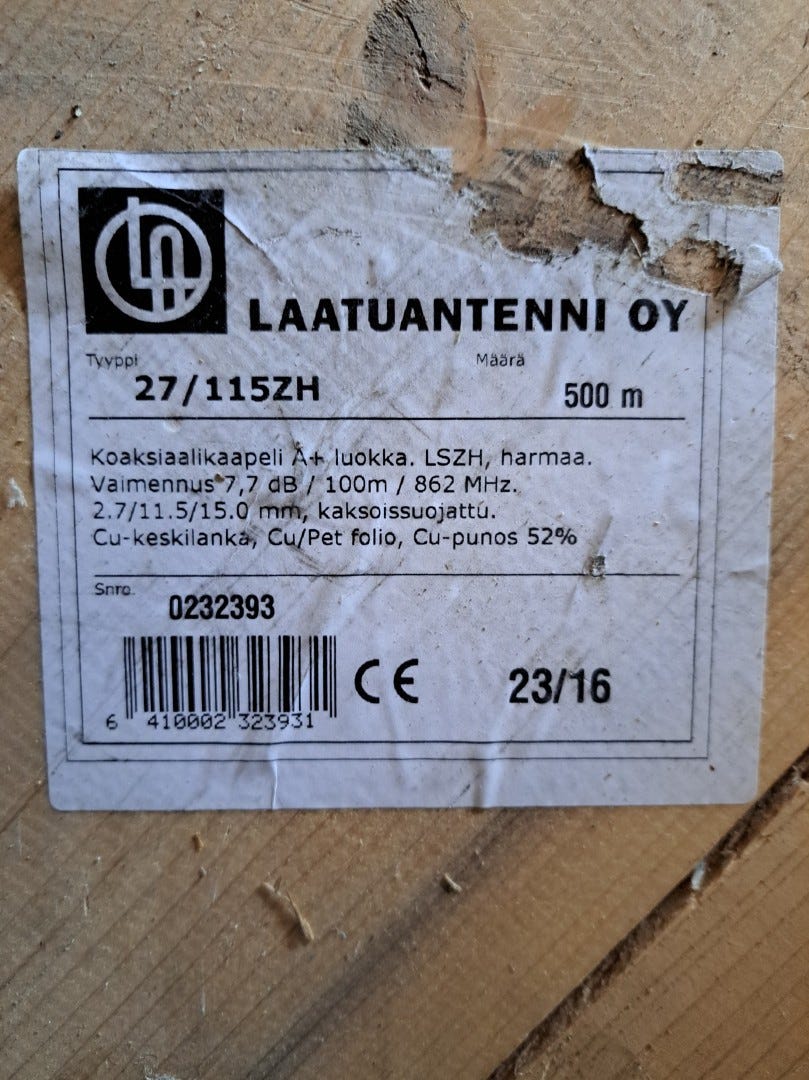 LA
LAATUANTENNI OY
Tyyppi Määrä
27/115ZH 500 m
Koaksiaalikaapeli A+ luokka. LSZH, harmaa.
Vaimennus 7,7 dB / 100m / 862 MHz.
2.7/11.5/15.0 mm, kaksoissuojattu.
Cu-keskilanka, Cu/Pet folio, Cu-punos 52%
Snro.
0232393
CE 23/16
6 410002 323931